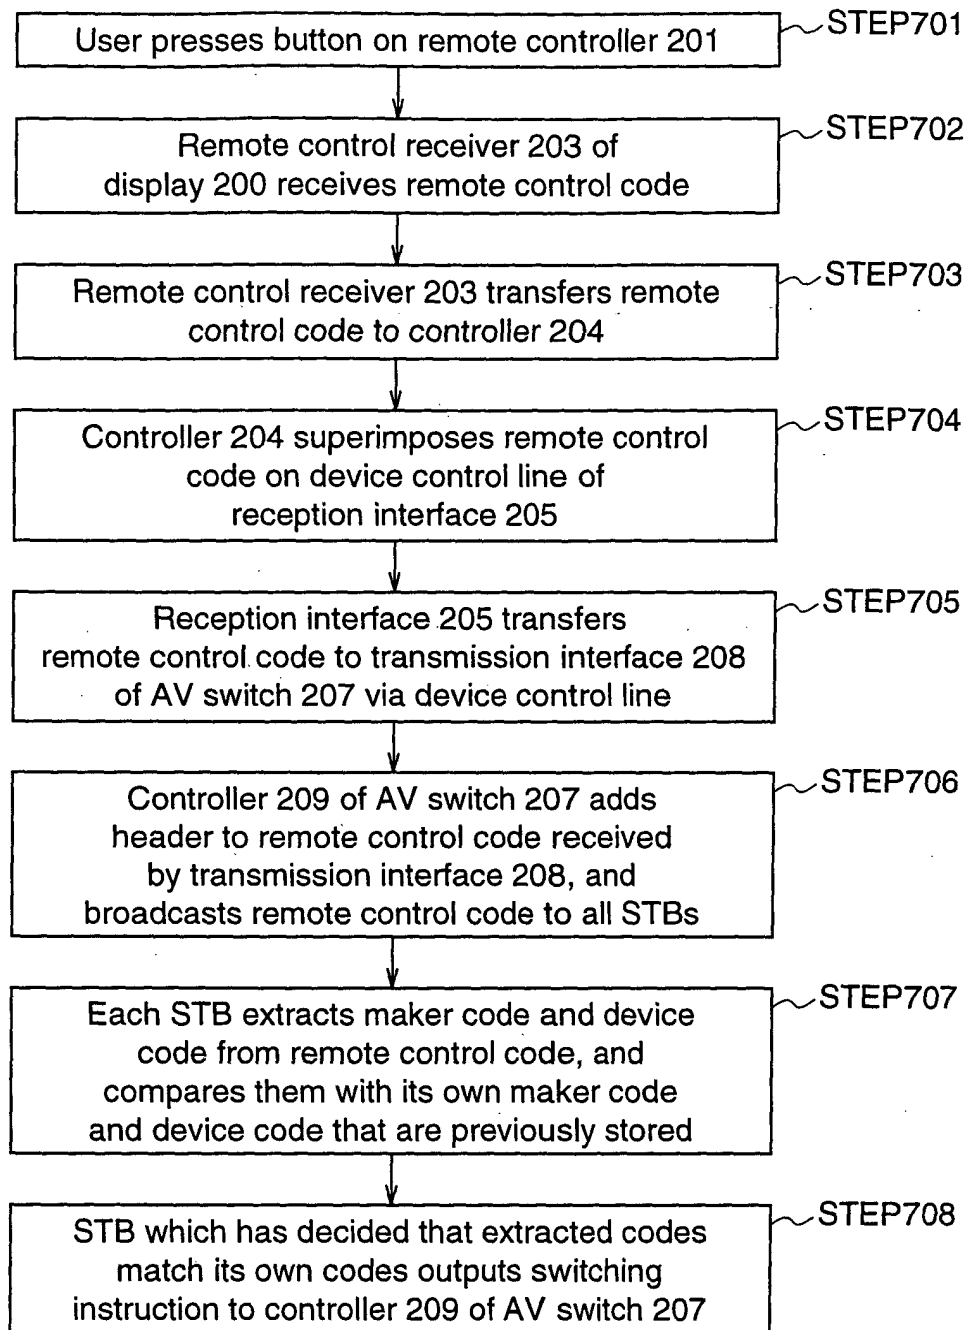 User presses button on remote controller 201
STEP701
Remote control receiver 203 of
display 200 receives remote control code
STEP702
Remote control receiver 203 transfers remote
control code to controller 204
STEP703
Controller 204 superimposes remote control
code on device control line of
reception interface 205
STEP704
Reception interface 205 transfers
remote control code to transmission interface 208
of AV switch 207 via device control line
STEP705
Controller 209 of AV switch 207 adds
header to remote control code received
by transmission interface 208, and
broadcasts remote control code to all STBs
STEP706
Each STB extracts maker code and device
code from remote control code, and
compares them with its own maker code
and device code that are previously stored
STEP707
STB which has decided that extracted codes
match its own codes outputs switching
instruction to controller 209 of AV switch 207
STEP708